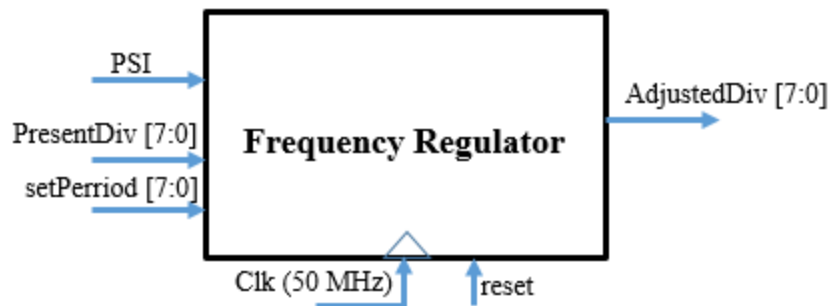 PSI
AdjustedDiv [7:0]
PresentDiv [7:0]
Frequency Regulator
setPerriod [7:0]
Clk (50 MHz)
reset